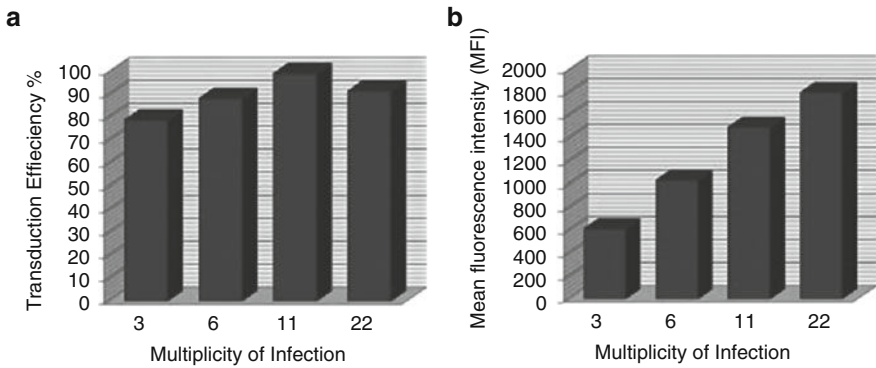 a
Transduction Effieciency %
100
90
80
70
60
50
40
30
20
10
0
3 6 11 22
Multiplicity of Infection
b
Mean fluorescence intensity (MFI)
2000
1800
1600
1400
1200
1000
800
600
400
200
0
3 6 11 22
Multiplicity of Infection